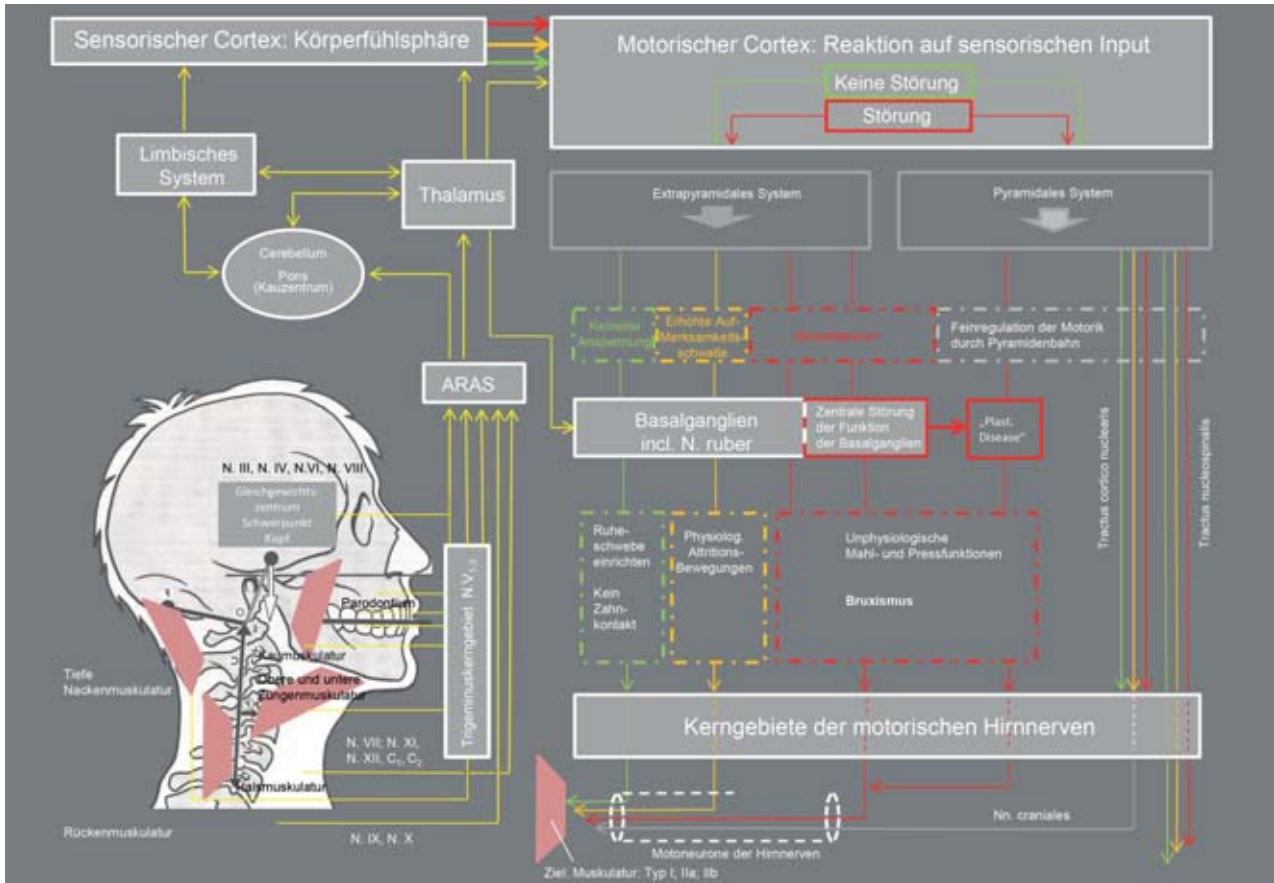 Sensorischer Cortex: Körperfühlsphäre
Motorischer Cortex: Reaktion auf sensorischen Input
Keine Störung
Störung
Limbisches
System
Thalamus
Extrapyramidales System
Pyramidales System
Cerebellum
Pons
(Kauzentrum)
Keinerlei
Anspannung
Erhöhte Auf-
Marksamkeits
schwelle
Feinregulation der Motorik
durch Pyramidenbahn
ARAS
Basalganglien
incl. N. ruber
Zentrale Störung
der Funktion
der Basalganglien
„Plast.
Disease“
Tractus cortico nuclearis
Tractus nucleospinalis
N. III, N. IV, N.VI, N. VIII
Gleichgewichts
zentrum
Schwerpunkt
Kopf
Trigeminuskerngebiet N.V₁₋₃
Parodontium
Kaumuskulatur
Obere und untere
Zungenmuskulatur
Tiefe
Nackenmuskulatur
N. VII; N. XI,
N. XII, C₁, C₂
Halsmuskulatur
Rückenmuskulatur
N. IX, N. X
Ruhe-
schwebe
einrichten
Kein
Zahn-
kontakt
Physiolog.
Attritions-
Bewegungen
Unphysiologische
Mahl- und Pressfunktionen
Bruxismus
Kerngebiete der motorischen Hirnnerven
Nn. craniales
Motoneurone der Hirnnerven
Ziel: Muskulatur: Typ I, IIa; IIb